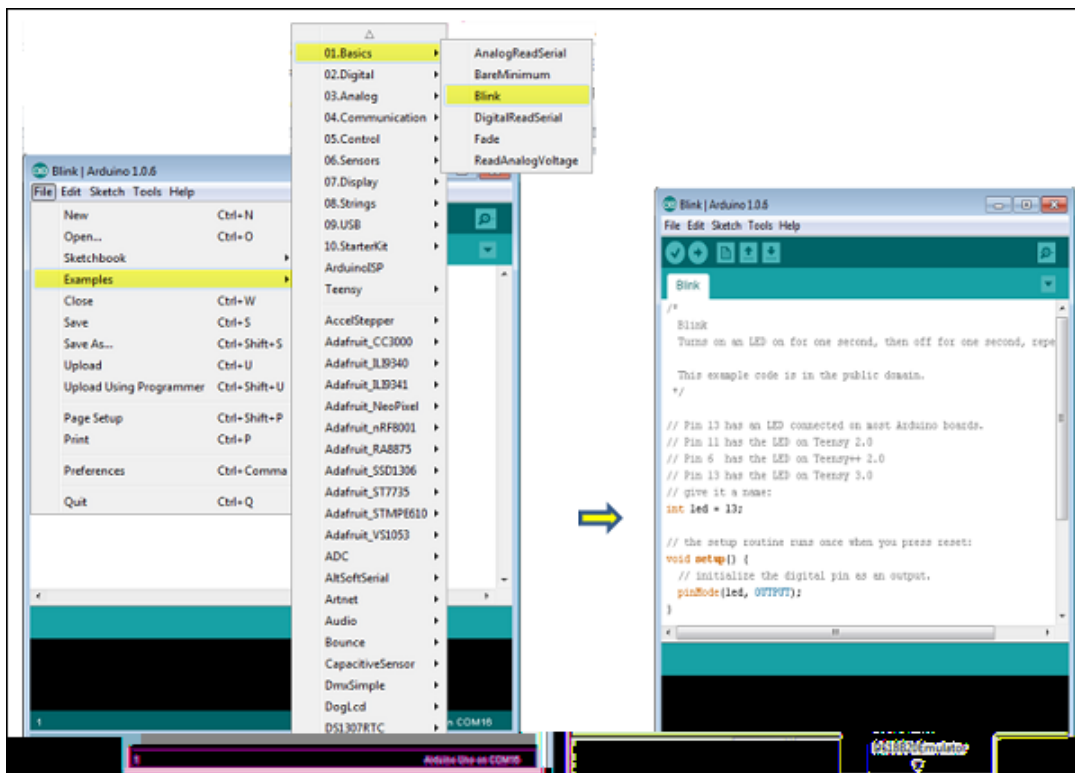 01.Basics
02.Digital
03.Analog
04.Communication
05.Control
06.Sensors
07.Display
08.Strings
09.USB
10.StarterKit
ArduinoISP
Teensy
AccelStepper
Adafruit_CC3000
Adafruit_ILI9340
Adafruit_ILI9341
Adafruit_NeoPixel
Adafruit_nRF8001
Adafruit_RA8875
Adafruit_SSD1306
Adafruit_ST7735
Adafruit_STMPE610
Adafruit_VS1053
ADC
AltSoftSerial
Artnet
Audio
Bounce
CapacitiveSensor
DmxSimple
DogLcd
DS1307RTC
AnalogReadSerial
BareMinimum
Blink
DigitalReadSerial
Fade
ReadAnalogVoltage
Blink | Arduino 1.0.6
File Edit Sketch Tools Help
New Ctrl+N
Open... Ctrl+O
Sketchbook
Examples
Close Ctrl+W
Save Ctrl+S
Save As... Ctrl+Shift+S
Upload Ctrl+U
Upload Using Programmer Ctrl+Shift+U
Page Setup Ctrl+Shift+P
Print Ctrl+P
Preferences Ctrl+Comma
Quit Ctrl+Q
1
n COM16
Blink | Arduino 1.0.6
File Edit Sketch Tools Help
Blink
/*
Blink
Turns on an LED on for one second, then off for one second, repe
This example code is in the public domain.
*/
// Pin 13 has an LED connected on most Arduino boards.
// Pin 11 has the LED on Teensy 2.0
// Pin 6 has the LED on Teensy++ 2.0
// Pin 13 has the LED on Teensy 3.0
// give it a name:
int led = 13;
// the setup routine runs once when you press reset:
void setup() {
// initialize the digital pin as an output.
pinMode(led, OUTPUT);
}
1
Arduino Uno on COM16
DS18B20Emulator